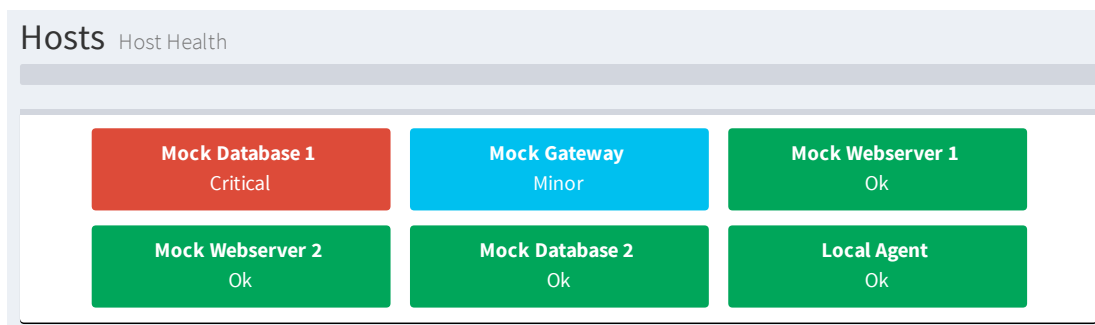 Hosts Host Health
Mock Database 1
Critical
Mock Gateway
Minor
Mock Webserver 1
Ok
Mock Webserver 2
Ok
Mock Database 2
Ok
Local Agent
Ok